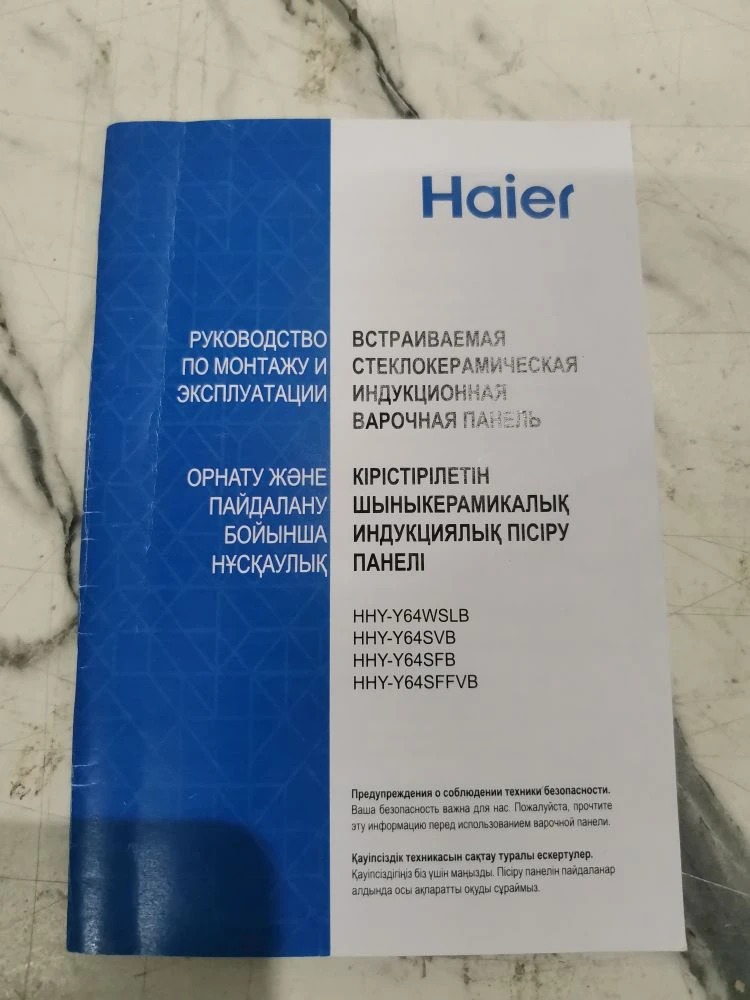 Haier
РУКОВОДСТВО
ПО МОНТАЖУ И
ЭКСПЛУАТАЦИИ
ВСТРАИВАЕМАЯ
СТЕКЛОКЕРАМИЧЕСКАЯ
ИНДУКЦИОННАЯ
ВАРОЧНАЯ ПАНЕЛЬ
ОРНАТУ ЖӘНЕ
ПАЙДАЛАНУ
БОЙЫНША
НҰСҚАУЛЫҚ
КІРІСТІРІЛЕТІН
ШЫНЫКЕРАМИКАЛЫҚ
ИНДУКЦИЯЛЫҚ ПІСІРУ
ПАНЕЛІ
HHY-Y64WSLB
HHY-Y64SVB
HHY-Y64SFB
HHY-Y64SFFVB
Предупреждения о соблюдении техники безопасности.
Ваша безопасность важна для нас. Пожалуйста, прочтите
эту информацию перед использованием варочной панели.
Қауіпсіздік техникасын сақтау туралы ескертулер.
Қауіпсіздігіңіз біз үшін маңызды. Пісіру панелін пайдаланар
алдында осы ақпаратты оқуды сұраймыз.